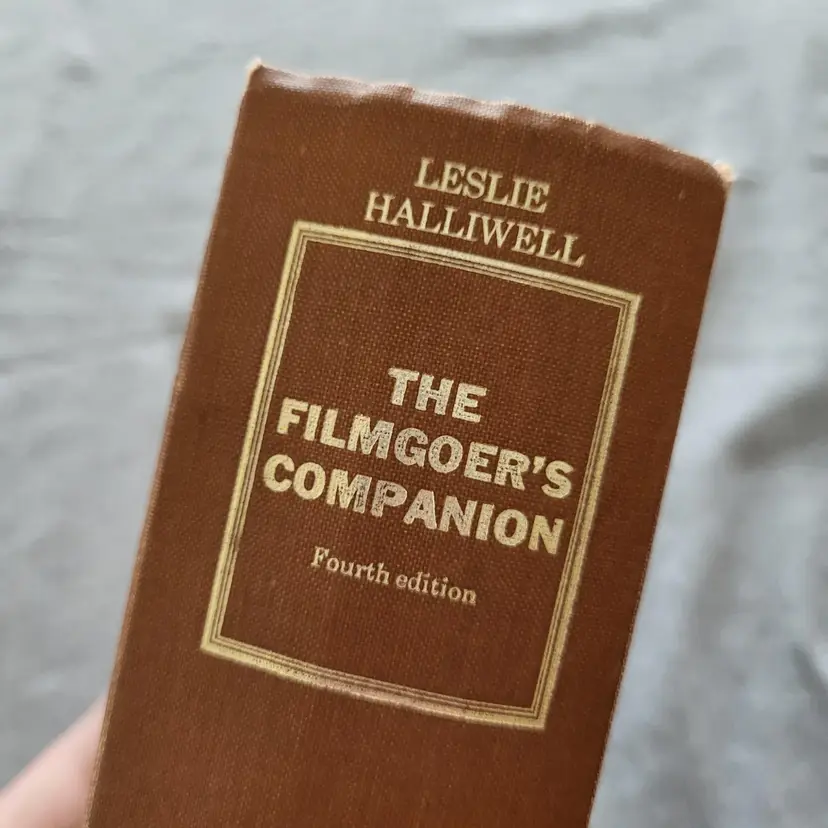 LESLIE
HALLIWELL
THE
FILMGOER'S
COMPANION
Fourth edition